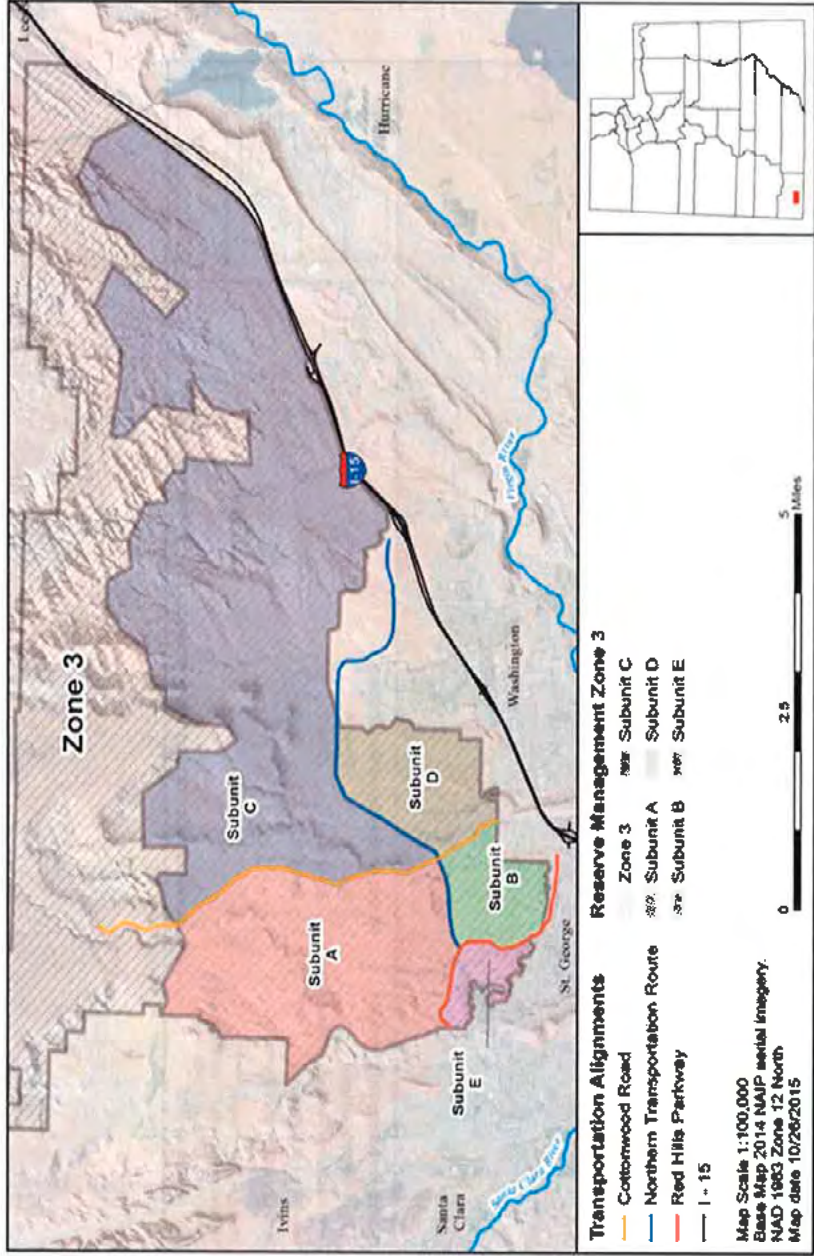 Zone 3
Leeds
Hurricane
Subunit
C
I-15
Virgin River
Subunit
D
Washington
Subunit
A
Subunit
B
St. George
Subunit
E
Ivins
Santa
Clara
Santa Clara River
Transportation Alignments
Cottonwood Road
Northern Transportation Route
Red Hills Parkway
I - 15
Reserve Management Zone 3
Zone 3
Subunit A
Subunit B
Subunit C
Subunit D
Subunit E
Map Scale 1:100,000
Base Map 2014 NAIP aerial imagery.
NAD 1983 Zone 12 North
Map date 10/26/2015
0 2.5 5
Miles